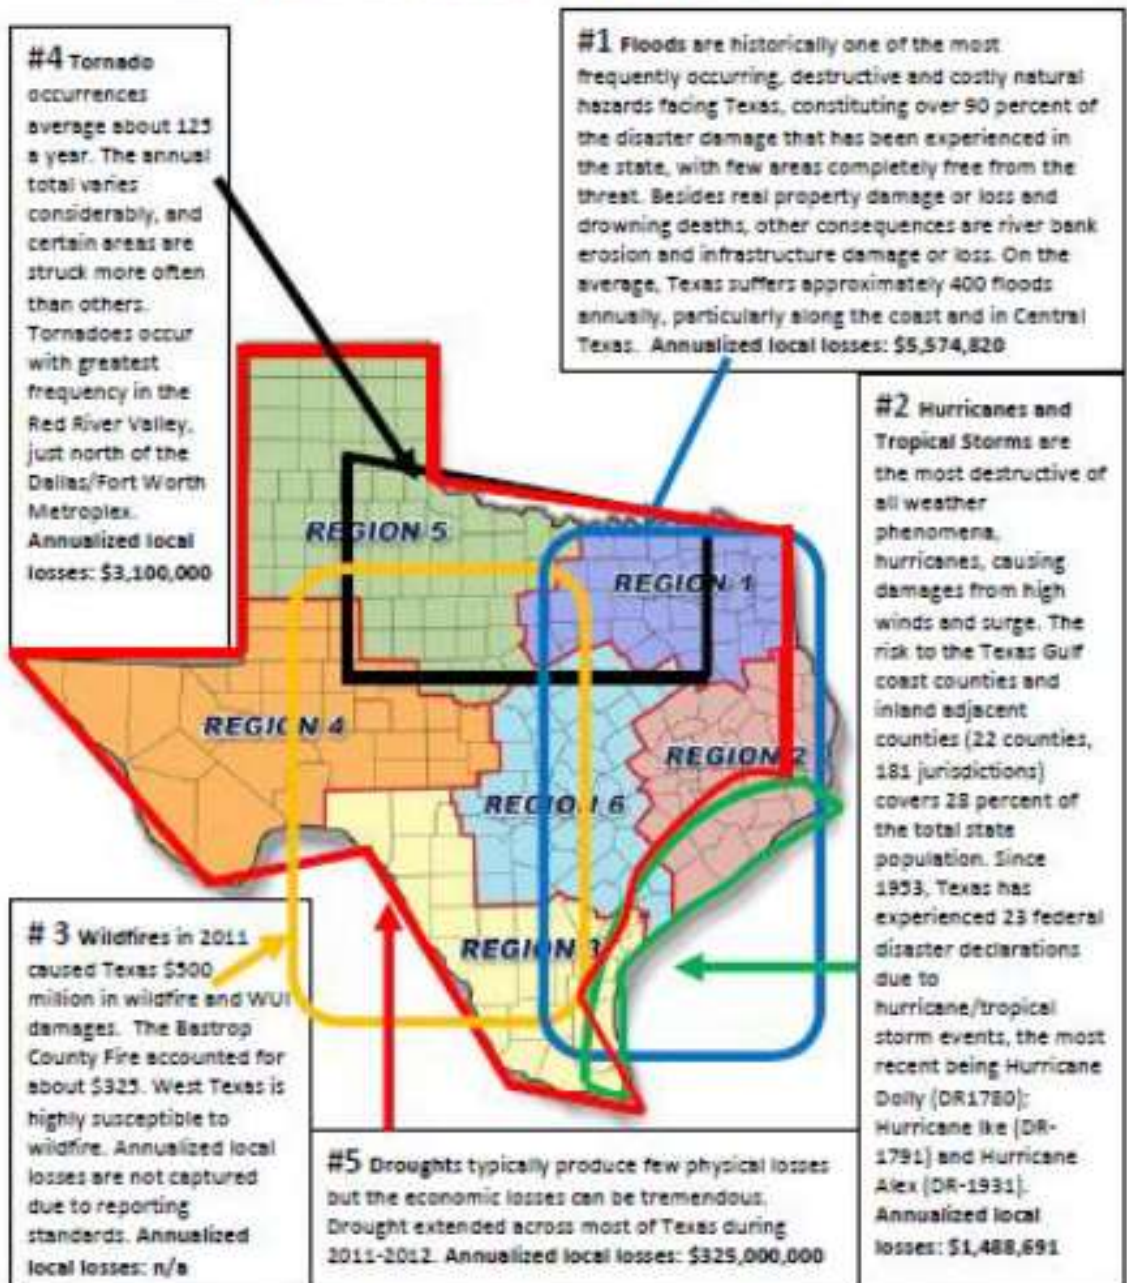 #4 Tornado
occurrences
average about 125
a year. The annual
total varies
considerably, and
certain areas are
struck more often
than others.
Tornadoes occur
with greatest
frequency in the
Red River Valley,
just north of the
Dallas/Fort Worth
Metroplex.
Annualized local
losses: $3,100,000
#1 Floods are historically one of the most
frequently occurring, destructive and costly natural
hazards facing Texas, constituting over 90 percent of
the disaster damage that has been experienced in
the state, with few areas completely free from the
threat. Besides real property damage or loss and
drowning deaths, other consequences are river bank
erosion and infrastructure damage or loss. On the
average, Texas suffers approximately 400 floods
annually, particularly along the coast and in Central
Texas. Annualized local losses: $5,574,820
#2 Hurricanes and
Tropical Storms are
the most destructive of
all weather
phenomena,
hurricanes, causing
damages from high
winds and surge. The
risk to the Texas Gulf
coast counties and
inland adjacent
counties (22 counties,
181 jurisdictions)
covers 28 percent of
the total state
population. Since
1953, Texas has
experienced 23 federal
disaster declarations
due to
hurricane/tropical
storm events, the most
recent being Hurricane
Dolly (DR1780);
Hurricane Ike (DR-
1791) and Hurricane
Alex (DR-1931).
Annualized local
losses: $1,488,691
REGION 5
REGION 1
REGION 4
REGION 2
REGION 6
REGION 3
# 3 Wildfires in 2011
caused Texas $500
million in wildfire and WUI
damages. The Bastrop
County Fire accounted for
about $325. West Texas is
highly susceptible to
wildfire. Annualized local
losses are not captured
due to reporting
standards. Annualized
local losses: n/a
#5 Droughts typically produce few physical losses
but the economic losses can be tremendous.
Drought extended across most of Texas during
2011-2012. Annualized local losses: $325,000,000